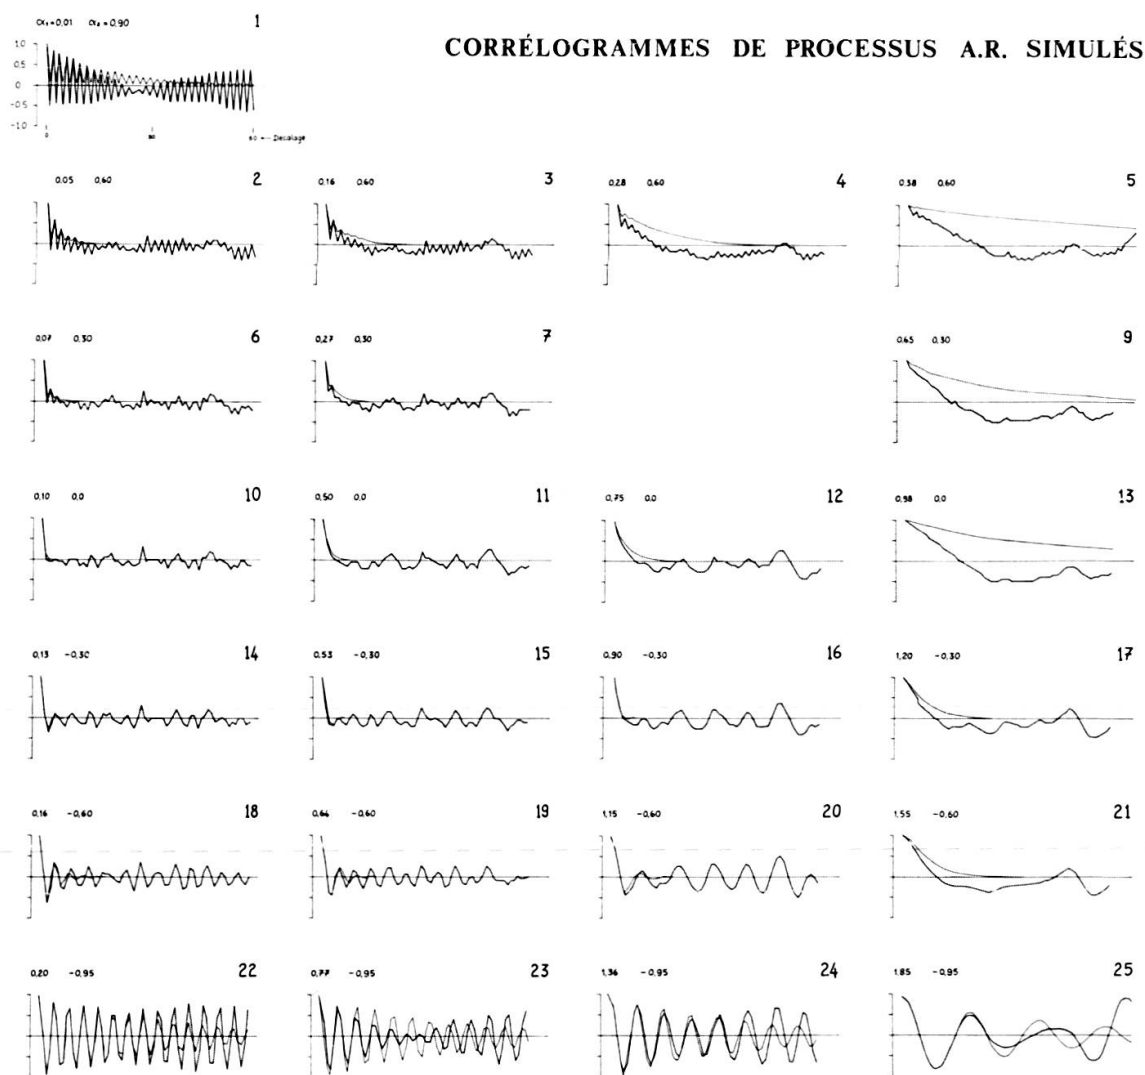 α₁=0,01 α₂=0,90 1
CORRÉLOGRAMMES DE PROCESSUS A.R. SIMULÉS
1.0
0.5
0
-0.5
-1.0
0 30 60 ← Décalage
0,05 0,60 2
0,16 0,60 3
0,28 0,60 4
0,38 0,60 5
0,07 0,30 6
0,27 0,30 7
0,65 0,30 9
0,10 0,0 10
0,50 0,0 11
0,75 0,0 12
0,98 0,0 13
0,13 -0,30 14
0,53 -0,30 15
0,90 -0,30 16
1,20 -0,30 17
0,16 -0,60 18
0,64 -0,60 19
1,15 -0,60 20
1,55 -0,60 21
0,20 -0,95 22
0,77 -0,95 23
1,36 -0,95 24
1,85 -0,95 25